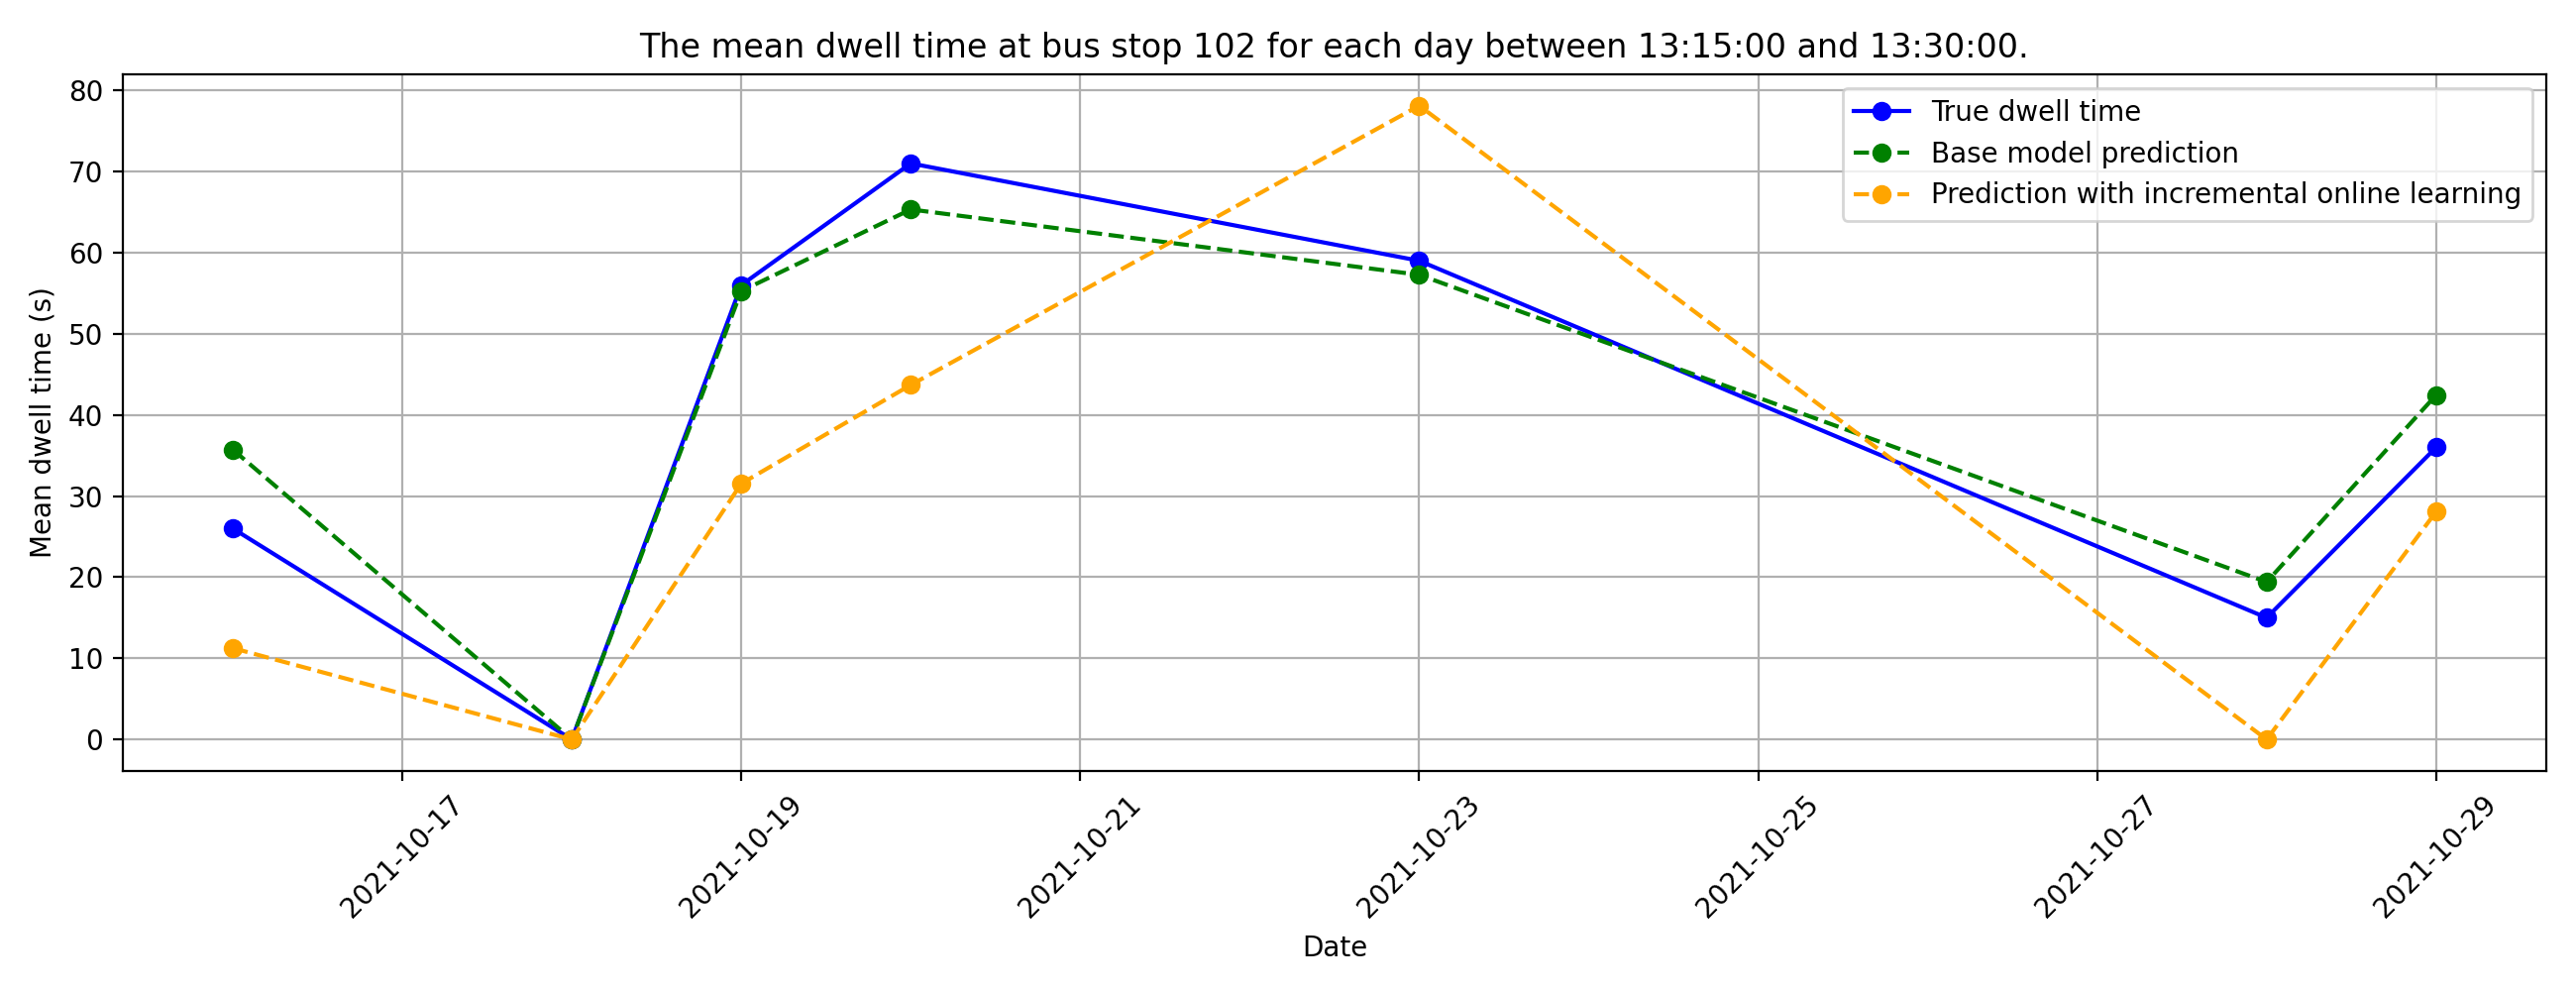 The mean dwell time at bus stop 102 for each day between 13:15:00 and 13:30:00.
True dwell time
Base model prediction
Prediction with incremental online learning
Mean dwell time (s)
80
70
60
50
40
30
20
10
0
2021-10-17
2021-10-19
2021-10-21
2021-10-23
2021-10-25
2021-10-27
2021-10-29
Date